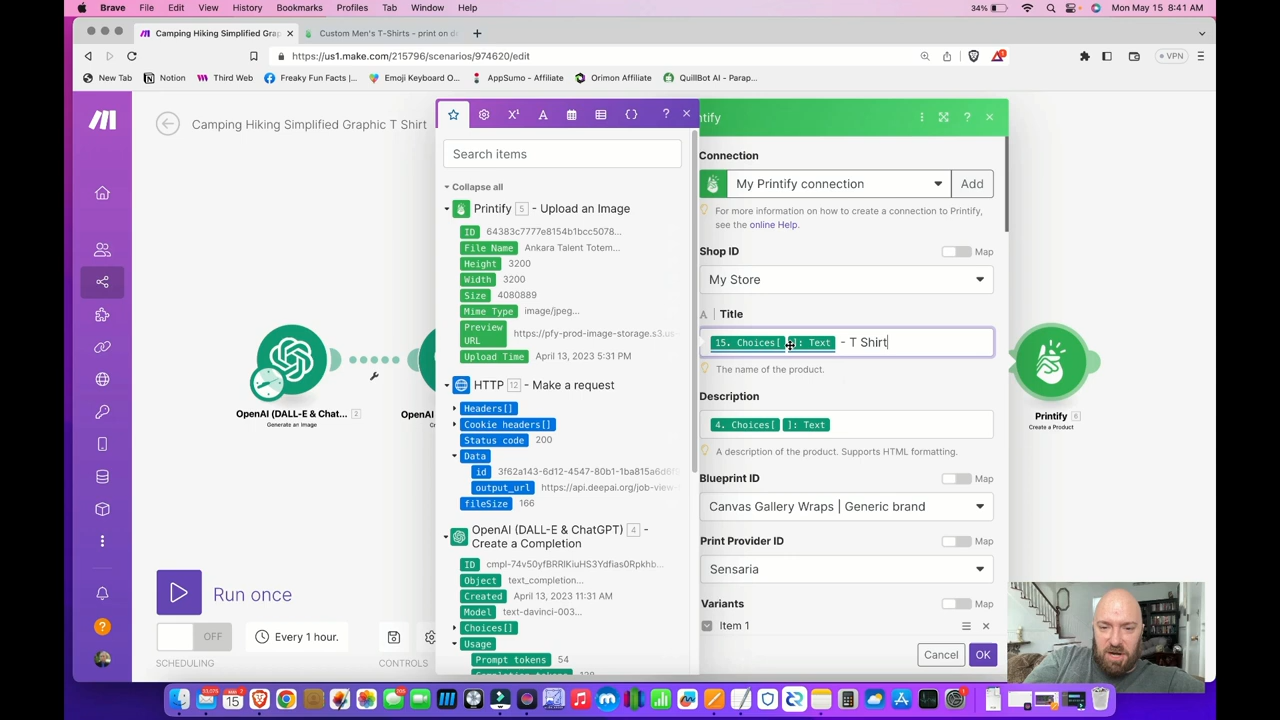 Brave File Edit View History Bookmarks Profiles Tab Window Help 34% Mon May 15 8:41 AM
Camping Hiking Simplified Grap
Custom Men's T-Shirts - print on d
https://us1.make.com/215796/scenarios/974620/edit
VPN
New Tab Notion Third Web Freaky Fun Facts |... Emoji Keyboard O... AppSumo - Affiliate Orimon Affiliate QuillBot AI - Parap...
Camping Hiking Simplified Graphic T Shirt
Search items
Collapse all
Printify 5 - Upload an Image
ID 64383c7777e8154b1bcc5078...
File Name Ankara Talent Totem...
Height 3200
Width 3200
Size 4080889
Mime Type image/jpeg...
Preview URL https://pfy-prod-image-storage.s3.us-
Upload Time April 13, 2023 5:31 PM
HTTP 12 - Make a request
Headers[]
Cookie headers[]
Status code 200
Data
id 3f62a143-6d12-4547-80b1-1ba815a6d6f
output_url https://api.deepai.org/job-view-
fileSize 166
OpenAI (DALL-E & ChatGPT) 4 -
Create a Completion
ID cmpl-74v50yfBRRlKiuHS3Ydfias0Rpkhb...
Object text_completion...
Created April 13, 2023 11:31 AM
Model text-davinci-003...
Choices[]
Usage
Prompt tokens 54
ntify
Connection
My Printify connection
Add
For more information on how to create a connection to Printify,
see the online Help.
Shop ID
Map
My Store
A Title
15. Choices[ ]: Text - T Shirt
The name of the product.
Description
4. Choices[ ]: Text
A description of the product. Supports HTML formatting.
Blueprint ID
Map
Canvas Gallery Wraps | Generic brand
Print Provider ID
Map
Sensaria
Variants
Map
Item 1
Cancel OK
OpenAI (DALL-E & Chat... 2
Generate an Image
OpenA
Printify 6
Create a Product
Run once
OFF
Every 1 hour.
SCHEDULING
CONTROLS